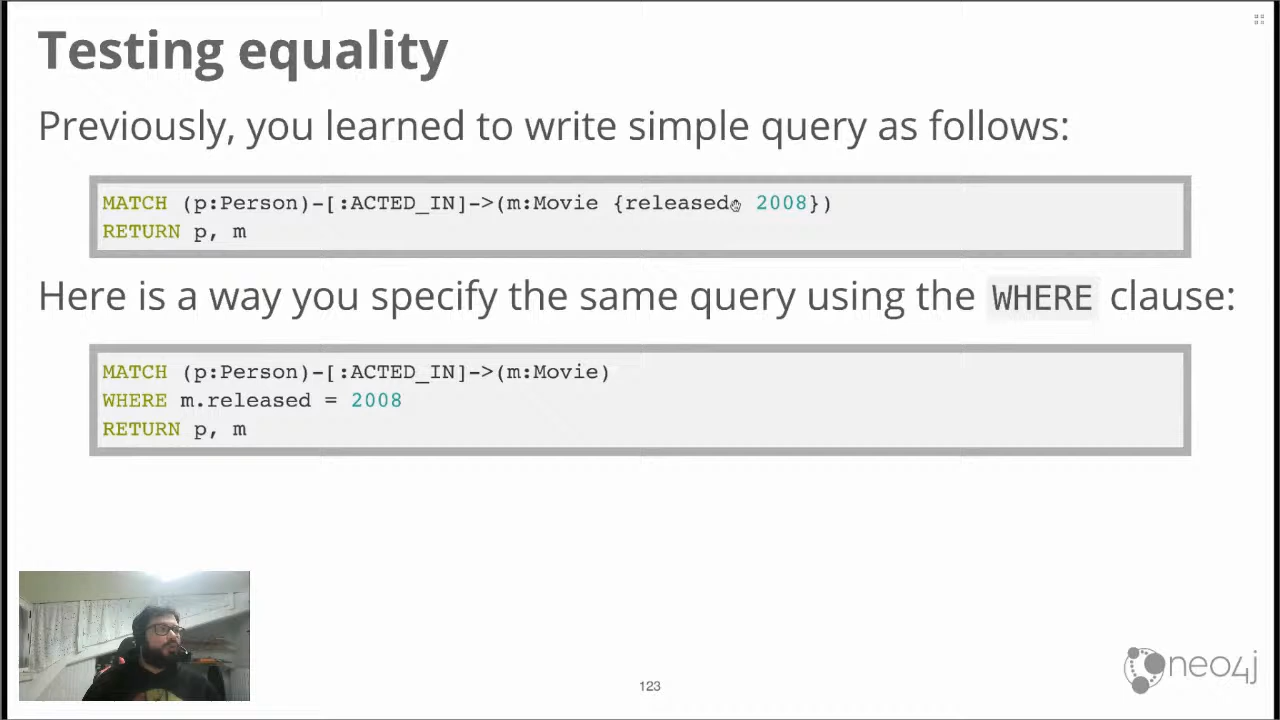 Testing equality
Previously, you learned to write simple query as follows:
MATCH (p:Person)-[:ACTED_IN]->(m:Movie {released: 2008})
RETURN p, m
Here is a way you specify the same query using the WHERE clause:
MATCH (p:Person)-[:ACTED_IN]->(m:Movie)
WHERE m.released = 2008
RETURN p, m
123
neo4j